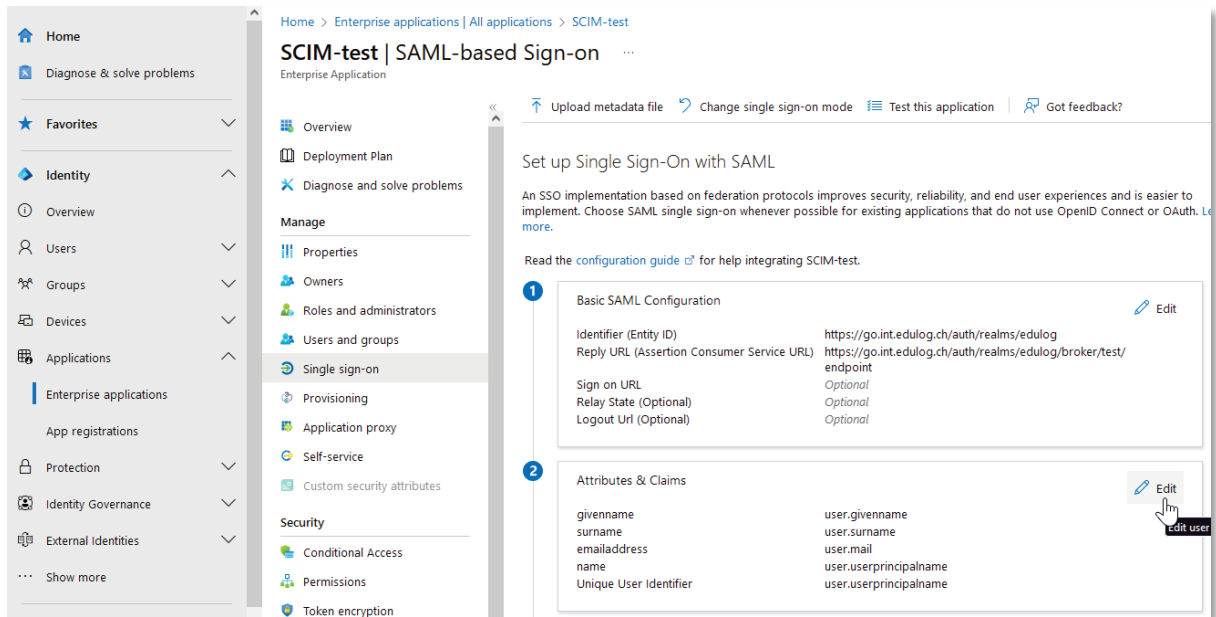 Home
Diagnose & solve problems
Favorites
Identity
Overview
Users
Groups
Devices
Applications
Enterprise applications
App registrations
Protection
Identity Governance
External Identities
Show more
Home > Enterprise applications | All applications > SCIM-test
SCIM-test | SAML-based Sign-on ...
Enterprise Application
Overview
Deployment Plan
Diagnose and solve problems
Manage
Properties
Owners
Roles and administrators
Users and groups
Single sign-on
Provisioning
Application proxy
Self-service
Custom security attributes
Security
Conditional Access
Permissions
Token encryption
Upload metadata file Change single sign-on mode Test this application | Got feedback?
Set up Single Sign-On with SAML
An SSO implementation based on federation protocols improves security, reliability, and end user experiences and is easier to
implement. Choose SAML single sign-on whenever possible for existing applications that do not use OpenID Connect or OAuth. Le
more.
Read the configuration guide for help integrating SCIM-test.
1
Basic SAML Configuration
Edit
Identifier (Entity ID) https://go.int.edulog.ch/auth/realms/edulog
Reply URL (Assertion Consumer Service URL) https://go.int.edulog.ch/auth/realms/edulog/broker/test/
endpoint
Sign on URL Optional
Relay State (Optional) Optional
Logout Url (Optional) Optional
2
Attributes & Claims
Edit
givenname user.givenname
Edit user
surname user.surname
emailaddress user.mail
name user.userprincipalname
Unique User Identifier user.userprincipalname